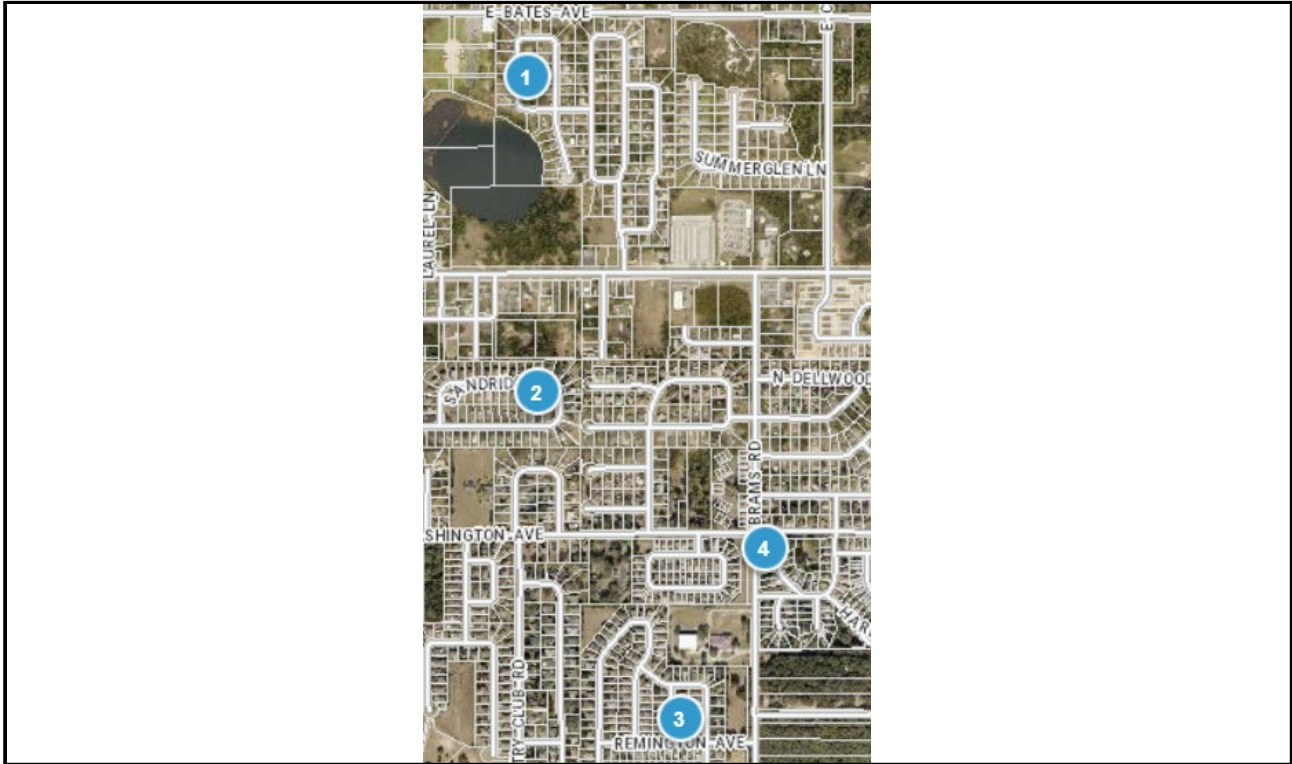 E BATES AVE
E C
1
SUMMERGLEN LN
LAUREL LN
SANDRID
2
N DELLWOOD
BRAMS RD
SHINGTON AVE
4
HAR
TRY CLUB RD
3
REMINGTON AVE